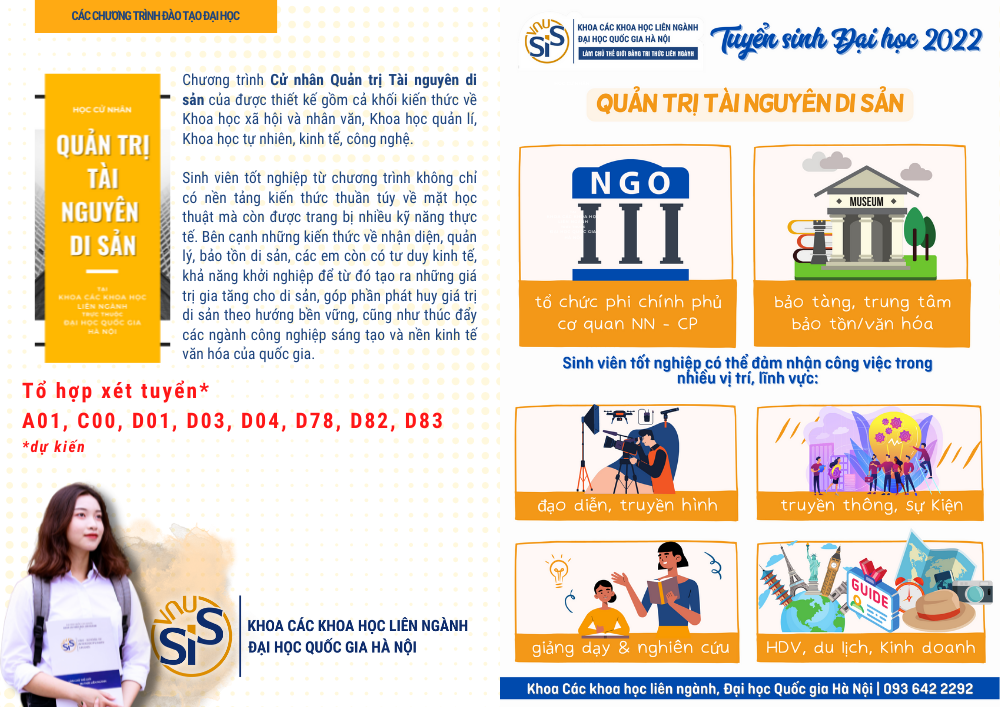 CÁC CHƯƠNG TRÌNH ĐÀO TẠO ĐẠI HỌC
HỌC CỬ NHÂN
QUẢN TRỊ
TÀI
NGUYÊN
DI SẢN
TẠI
KHOA CÁC KHOA HỌC
LIÊN NGÀNH
TRỰC THUỘC
ĐẠI HỌC QUỐC GIA
HÀ NỘI
Chương trình Cử nhân Quản trị Tài nguyên di
sản của được thiết kế gồm cả khối kiến thức về
Khoa học xã hội và nhân văn, Khoa học quản lí,
Khoa học tự nhiên, kinh tế, công nghệ.
Sinh viên tốt nghiệp từ chương trình không chỉ
có nền tảng kiến thức thuần túy về mặt học
thuật mà còn được trang bị nhiều kỹ năng thực
tế. Bên cạnh những kiến thức về nhận diện, quản
lý, bảo tồn di sản, các em còn có tư duy kinh tế,
khả năng khởi nghiệp để từ đó tạo ra những giá
trị gia tăng cho di sản, góp phần phát huy giá trị
di sản theo hướng bền vững, cũng như thúc đẩy
các ngành công nghiệp sáng tạo và nền kinh tế
văn hóa của quốc gia.
Tổ hợp xét tuyển*
A01, C00, D01, D03, D04, D78, D82, D83
*dự kiến
vnu
SiS
KHOA CÁC KHOA HỌC LIÊN NGÀNH
ĐẠI HỌC QUỐC GIA HÀ NỘI
vnu
SiS
KHOA CÁC KHOA HỌC LIÊN NGÀNH
ĐẠI HỌC QUỐC GIA HÀ NỘI
LÀM CHỦ THẾ GIỚI BẰNG TRI THỨC LIÊN NGÀNH
Tuyển sinh Đại học 2022
QUẢN TRỊ TÀI NGUYÊN DI SẢN
NGO
tổ chức phi chính phủ
cơ quan NN - CP
MUSEUM
bảo tàng, trung tâm
bảo tồn/văn hóa
Sinh viên tốt nghiệp có thể đảm nhận công việc trong
nhiều vị trí, lĩnh vực:
đạo diễn, truyền hình
truyền thông, sự kiện
giảng dạy & nghiên cứu
GUIDE
HDV, du lịch, kinh doanh
Khoa Các khoa học liên ngành, Đại học Quốc gia Hà Nội | 093 642 2292